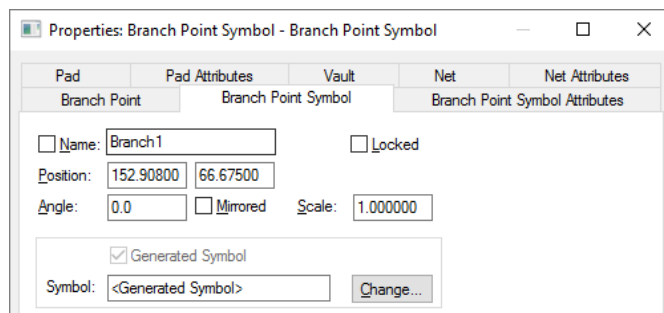 Properties: Branch Point Symbol - Branch Point Symbol
Pad Pad Attributes Vault Net Net Attributes
Branch Point Branch Point Symbol Branch Point Symbol Attributes
Name: Branch1 Locked
Position: 152.90800 66.67500
Angle: 0.0 Mirrored Scale: 1.000000
Generated Symbol
Symbol: <Generated Symbol> Change...